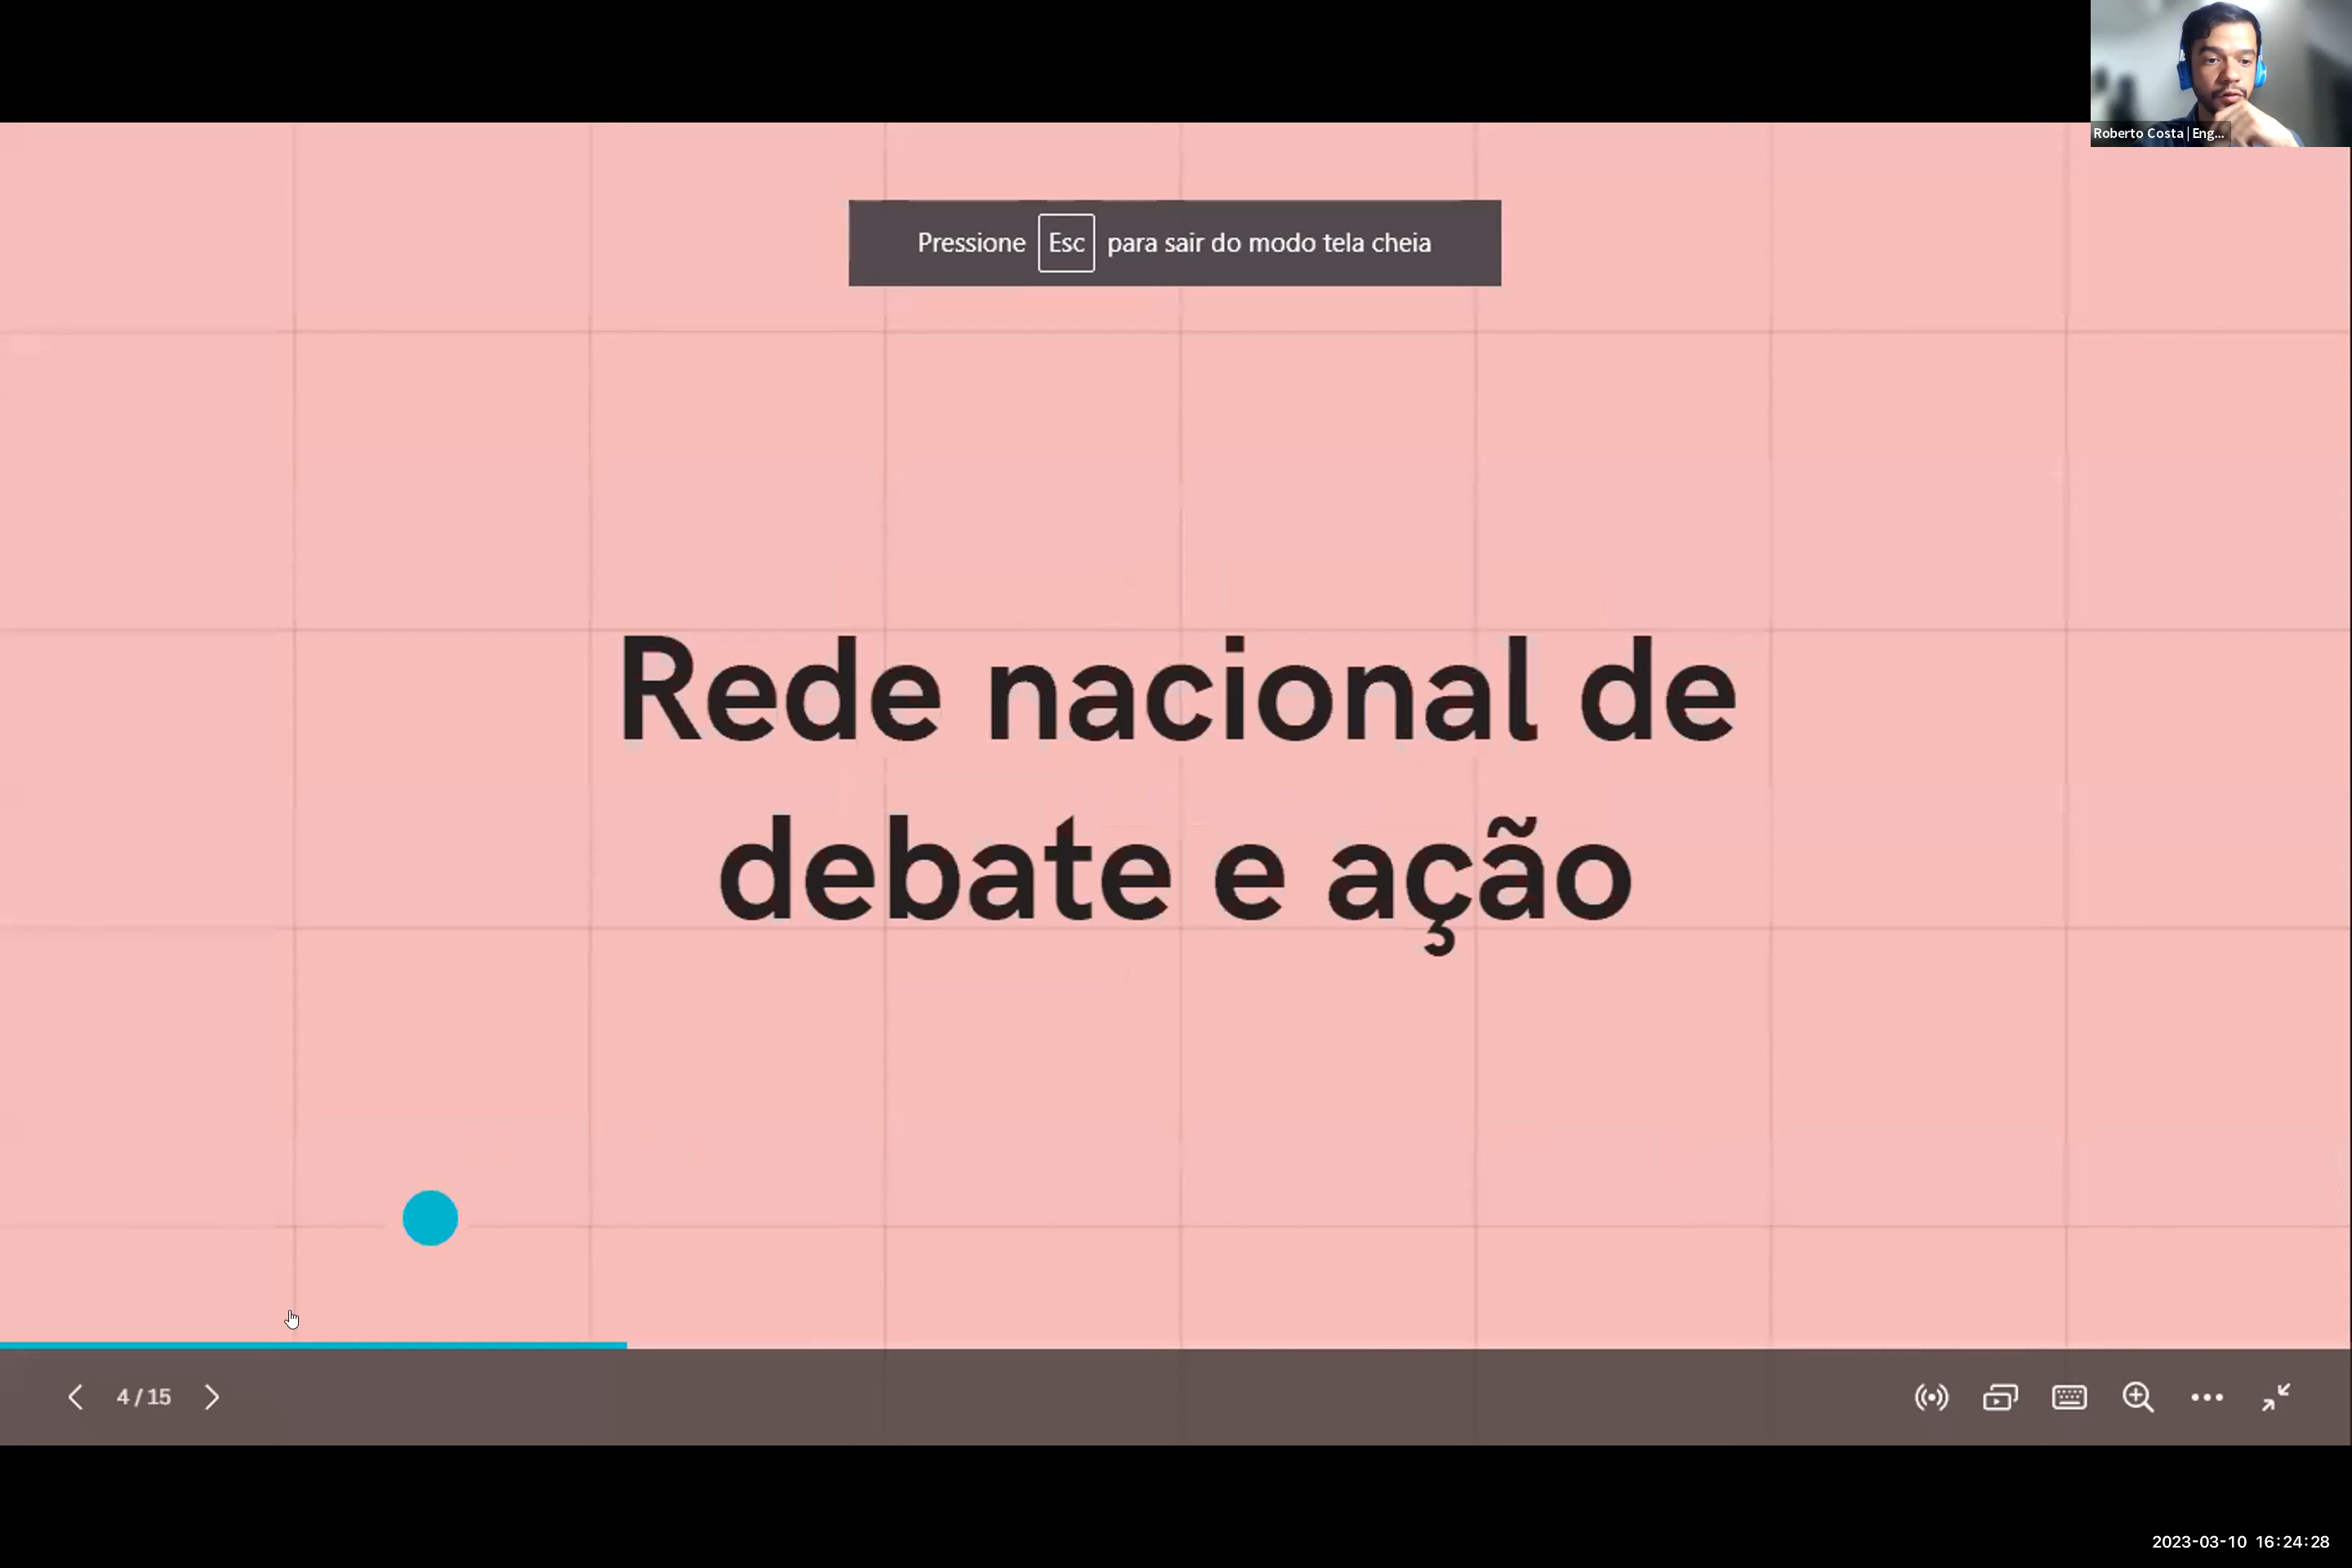 Roberto Costa | Eng...
Pressione Esc para sair do modo tela cheia
Rede nacional de
debate e ação
4 / 15
2023-03-10 16:24:28